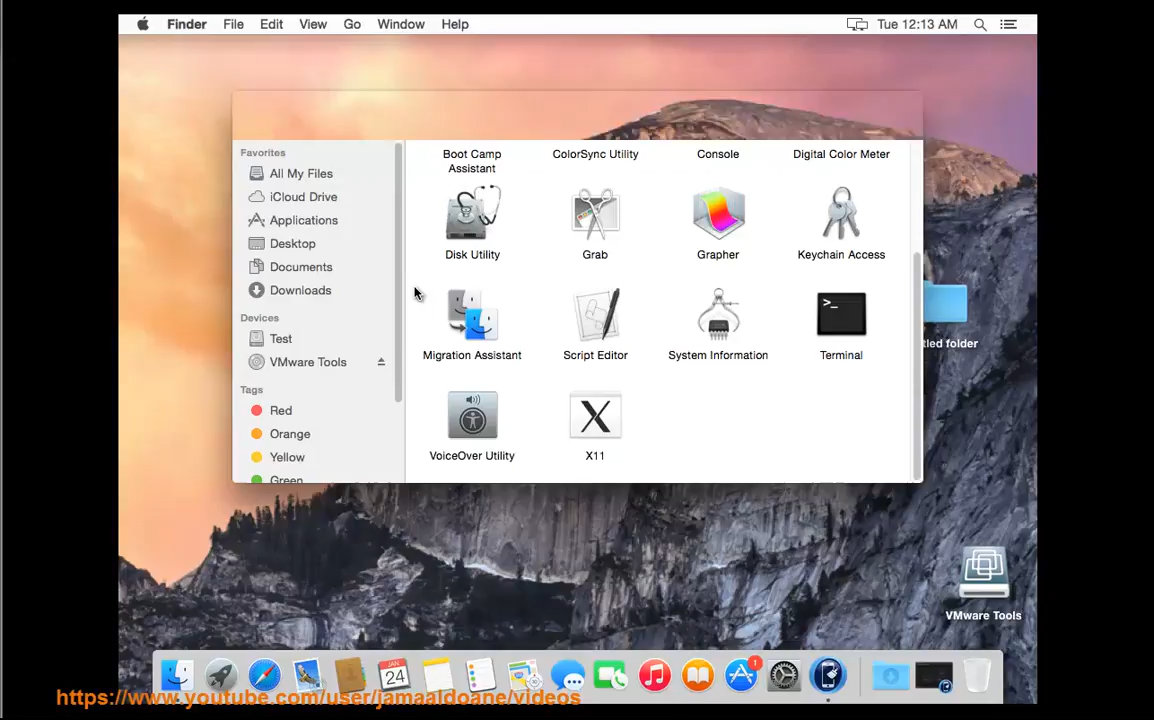 Finder File Edit View Go Window Help Tue 12:13 AM
Favorites
All My Files
iCloud Drive
Applications
Desktop
Documents
Downloads
Devices
Test
VMware Tools
Tags
Red
Orange
Yellow
Green
Boot Camp Assistant
ColorSync Utility
Console
Digital Color Meter
Disk Utility
Grab
Grapher
Keychain Access
Migration Assistant
Script Editor
System Information
Terminal
VoiceOver Utility
X11
tled folder
VMware Tools
JAN
24
1
https://www.youtube.com/user/jamaaldoane/videos